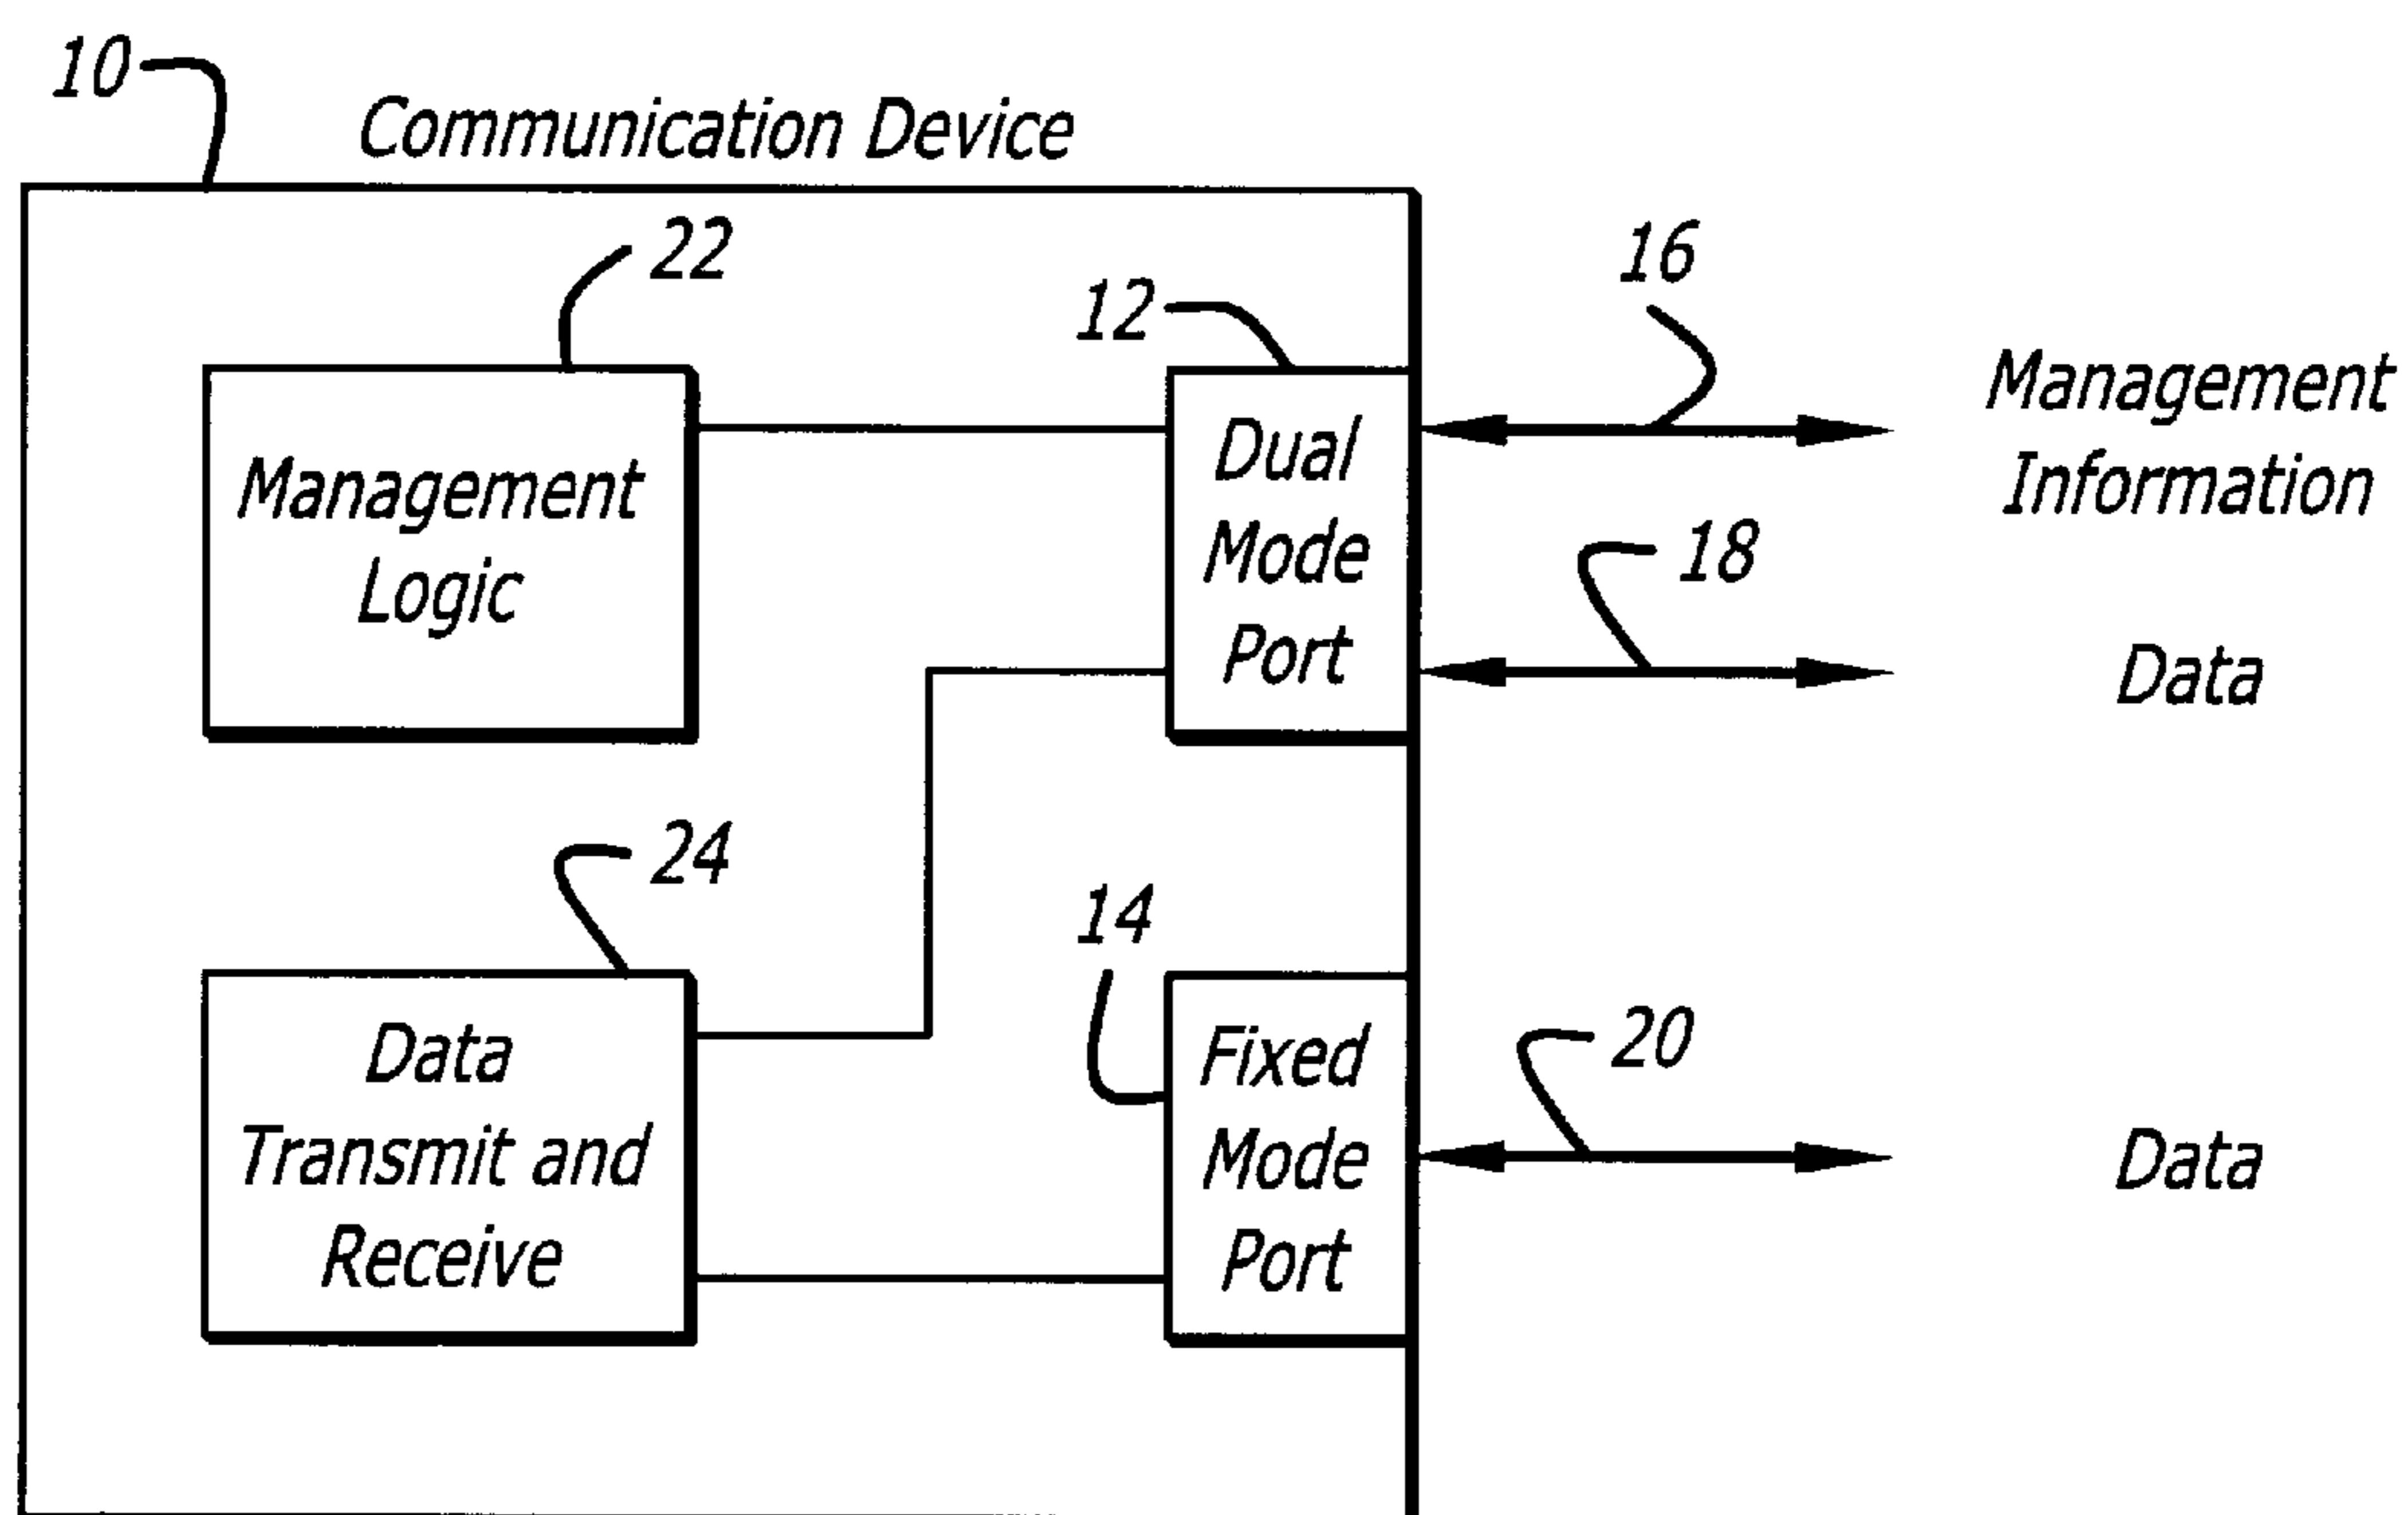 10
Communication Device
22
12
16
Management
Information
Management
Logic
Dual
Mode
Port
18
Data
24
14
Data
Transmit and
Receive
Fixed
Mode
Port
20
Data